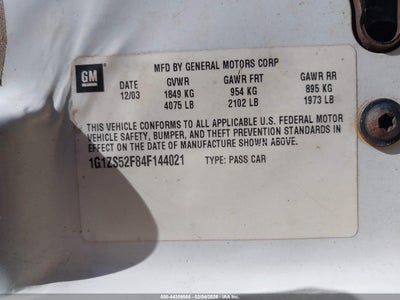 MFD BY GENERAL MOTORS CORP
GM
DATE GVWR GAWR FRT GAWR RR
12/03 1849 KG 954 KG 895 KG
4075 LB 2102 LB 1973 LB
THIS VEHICLE CONFORMS TO ALL APPLICABLE U.S. FEDERAL MOTOR
VEHICLE SAFETY, BUMPER, AND THEFT PREVENTION STANDARDS IN
EFFECT ON THE DATE OF MANUFACTURE SHOWN ABOVE.
1G1ZS52F84F144021 TYPE: PASS CAR